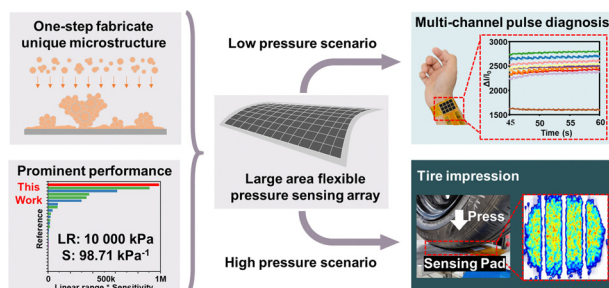 One-step fabricate
unique microstructure
Prominent performance
This
Work
Reference
LR: 10 000 kPa
S: 98.71 kPa⁻¹
0
500k
1M
Linear range * Sensitivity
Low pressure scenario
Large area flexible
pressure sensing array
High pressure scenario
Multi-channel pulse diagnosis
ΔI/I₀
3000
2500
2000
1500
45
50
55
60
Time (s)
Tire impression
Press
Sensing Pad